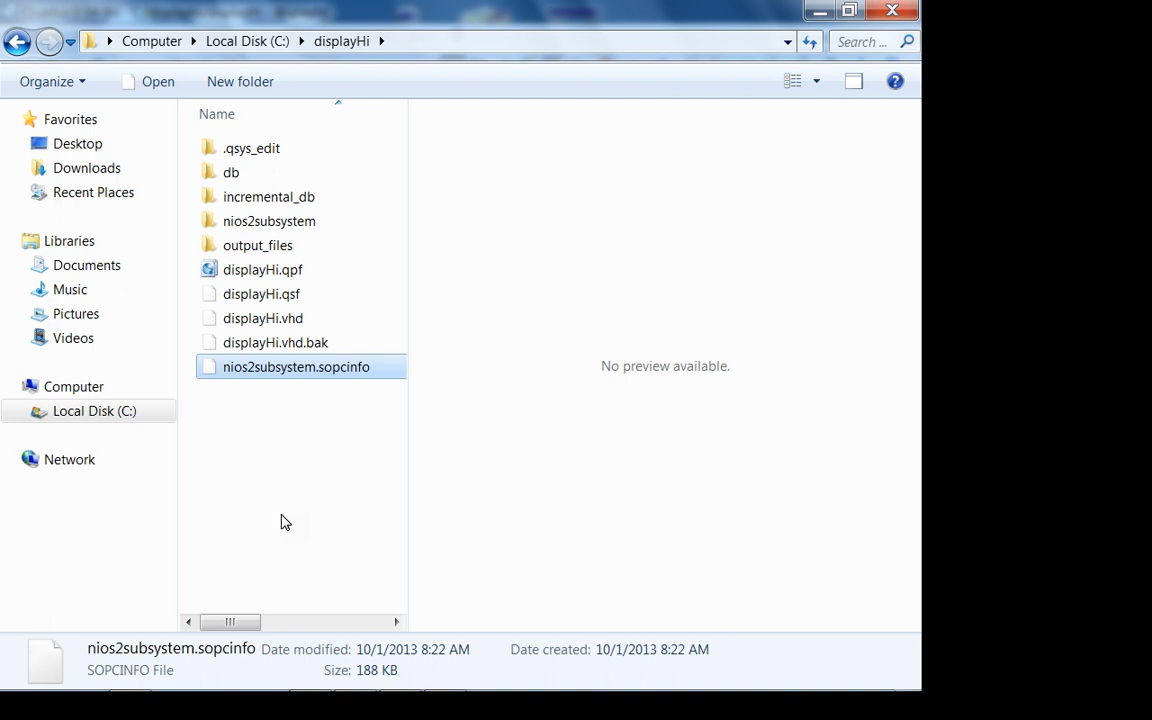 Computer Local Disk (C:) displayHi
Search ...
Organize Open New folder
Name
Favorites
Desktop
Downloads
Recent Places
Libraries
Documents
Music
Pictures
Videos
Computer
Local Disk (C:)
Network
.qsys_edit
db
incremental_db
nios2subsystem
output_files
displayHi.qpf
displayHi.qsf
displayHi.vhd
displayHi.vhd.bak
nios2subsystem.sopcinfo
No preview available.
nios2subsystem.sopcinfo Date modified: 10/1/2013 8:22 AM Date created: 10/1/2013 8:22 AM
SOPCINFO File Size: 188 KB